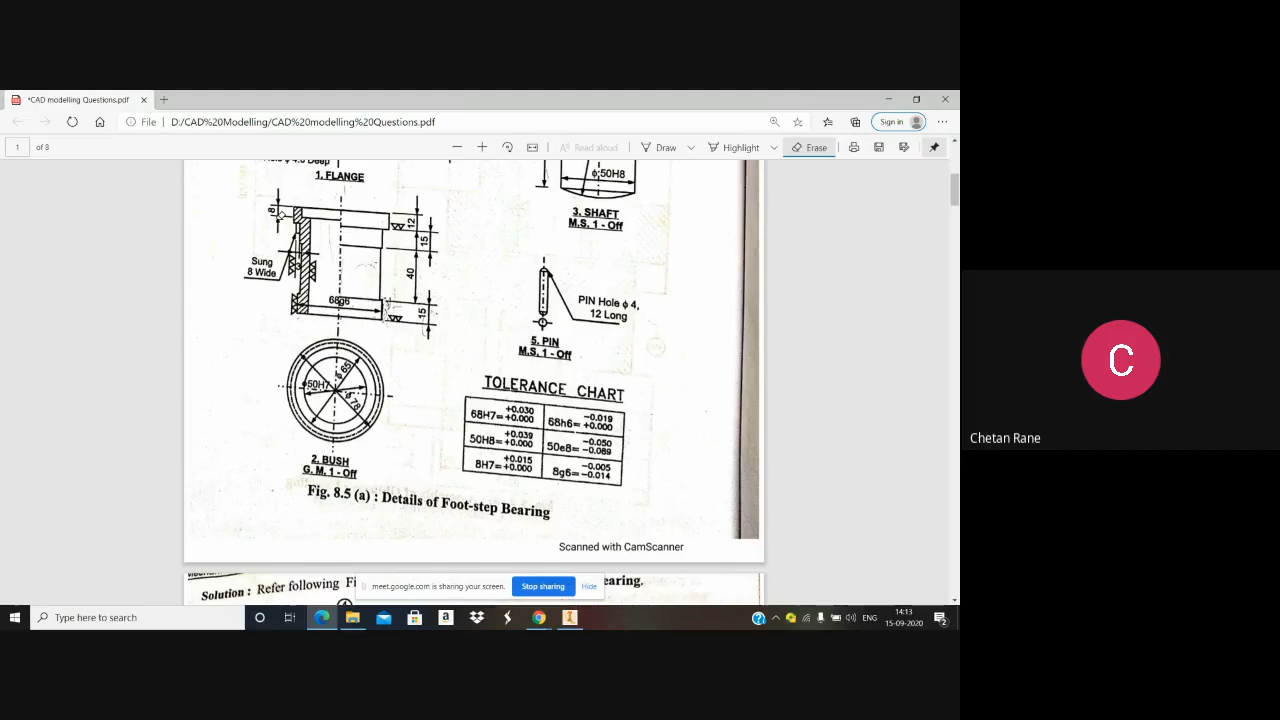 *CAD modelling Questions.pdf
File
D:/CAD%20Modelling/CAD%20modelling%20Questions.pdf
Sign in
1
of 8
Read aloud
Draw
Highlight
Erase
1. FLANGE
8
12
15
40
15
Sung
8 Wide
68g6
ϕ 65
ϕ50H7
ϕ 78
2. BUSH
G. M. 1 - Off
ϕ 50H8
3. SHAFT
M.S. 1 - Off
PIN Hole ϕ 4,
12 Long
5. PIN
M.S. 1 - Off
TOLERANCE CHART
68H7= +0.030 +0.000 68h6= -0.019 +0.000
50H8= +0.039 +0.000 50e8= -0.050 -0.089
8H7= +0.015 +0.000 8g6= -0.005 -0.014
Fig. 8.5 (a) : Details of Foot-step Bearing
Scanned with CamScanner
Solution : Refer following Fi
earing.
meet.google.com is sharing your screen.
Stop sharing
Hide
Type here to search
a
ENG
14:13
15-09-2020
2
C
Chetan Rane